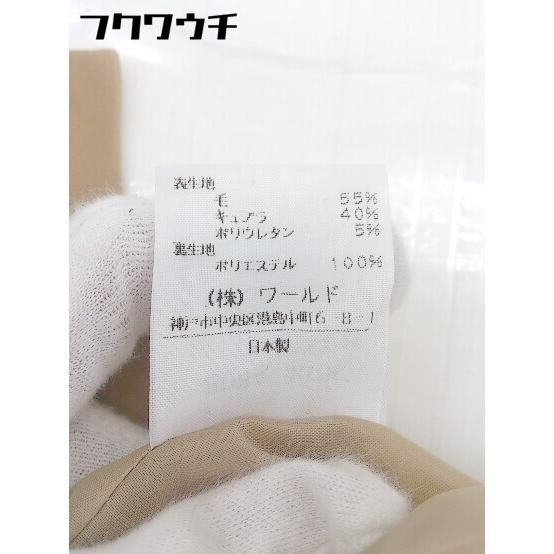 フクワウチ
表生地
毛 55%
キュプラ 40%
ポリウレタン 5%
裏生地
ポリエステル 100%
(株) ワールド
神戸市中央区港島中町6-8-1
日本製